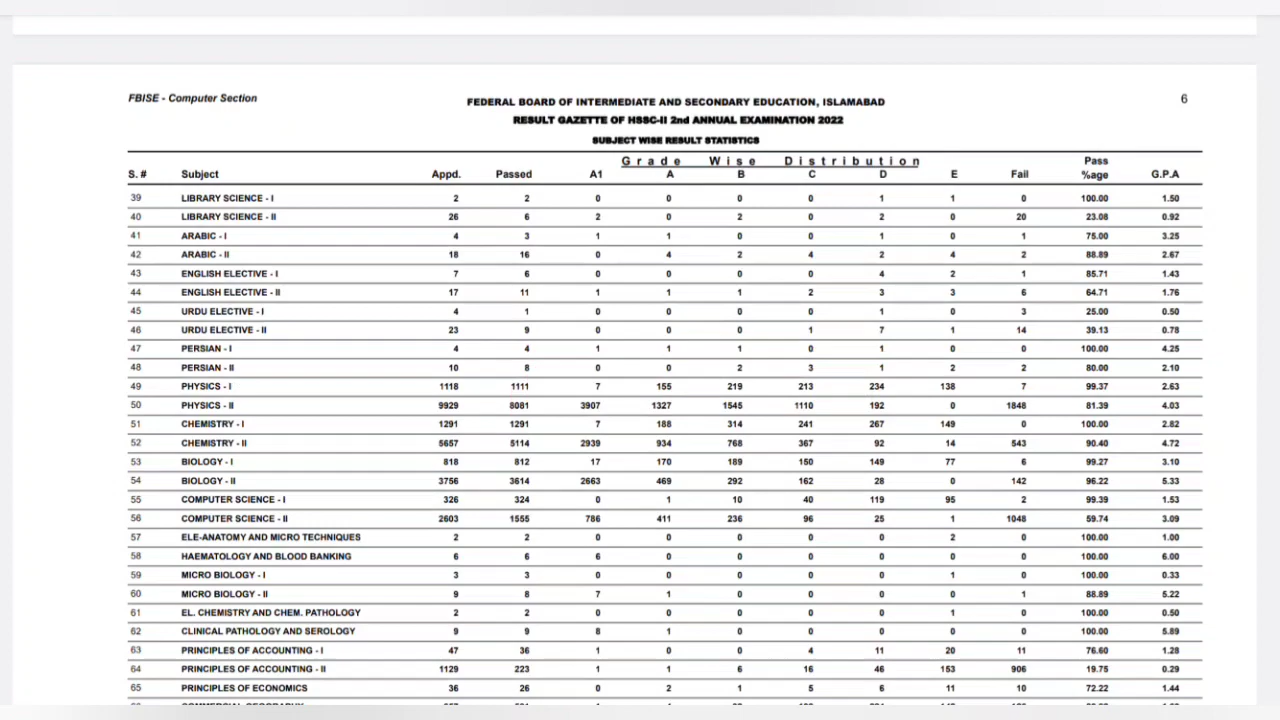 FBISE - Computer Section
FEDERAL BOARD OF INTERMEDIATE AND SECONDARY EDUCATION, ISLAMABAD
6
RESULT GAZETTE OF HSSC-II 2nd ANNUAL EXAMINATION 2022
SUBJECT WISE RESULT STATISTICS
Grade Wise Distribution Pass
S. # Subject Appd. Passed A1 A B C D E Fail %age G.P.A
39 LIBRARY SCIENCE - I 2 2 0 0 0 0 1 1 0 100.00 1.50
40 LIBRARY SCIENCE - II 26 6 2 0 2 0 2 0 20 23.08 0.92
41 ARABIC - I 4 3 1 1 0 0 1 0 1 75.00 3.25
42 ARABIC - II 18 16 0 4 2 4 2 4 2 88.89 2.67
43 ENGLISH ELECTIVE - I 7 6 0 0 0 0 4 2 1 85.71 1.43
44 ENGLISH ELECTIVE - II 17 11 1 1 1 2 3 3 6 64.71 1.76
45 URDU ELECTIVE - I 4 1 0 0 0 0 1 0 3 25.00 0.50
46 URDU ELECTIVE - II 23 9 0 0 0 1 7 1 14 39.13 0.78
47 PERSIAN - I 4 4 1 1 1 0 1 0 0 100.00 4.25
48 PERSIAN - II 10 8 0 0 2 3 1 2 2 80.00 2.10
49 PHYSICS - I 1118 1111 7 155 219 213 234 138 7 99.37 2.63
50 PHYSICS - II 9929 8081 3907 1327 1545 1110 192 0 1848 81.39 4.03
51 CHEMISTRY - I 1291 1291 7 188 314 241 267 149 0 100.00 2.82
52 CHEMISTRY - II 5657 5114 2939 934 768 367 92 14 543 90.40 4.72
53 BIOLOGY - I 818 812 17 170 189 150 149 77 6 99.27 3.10
54 BIOLOGY - II 3756 3614 2663 469 292 162 28 0 142 96.22 5.33
55 COMPUTER SCIENCE - I 326 324 0 1 10 40 119 95 2 99.39 1.53
56 COMPUTER SCIENCE - II 2603 1555 786 411 236 96 25 1 1048 59.74 3.09
57 ELE-ANATOMY AND MICRO TECHNIQUES 2 2 0 0 0 0 0 2 0 100.00 1.00
58 HAEMATOLOGY AND BLOOD BANKING 6 6 6 0 0 0 0 0 0 100.00 6.00
59 MICRO BIOLOGY - I 3 3 0 0 0 0 0 1 0 100.00 0.33
60 MICRO BIOLOGY - II 9 8 7 1 0 0 0 0 1 88.89 5.22
61 EL. CHEMISTRY AND CHEM. PATHOLOGY 2 2 0 0 0 0 0 1 0 100.00 0.50
62 CLINICAL PATHOLOGY AND SEROLOGY 9 9 8 1 0 0 0 0 0 100.00 5.89
63 PRINCIPLES OF ACCOUNTING - I 47 36 1 0 0 4 11 20 11 76.60 1.28
64 PRINCIPLES OF ACCOUNTING - II 1129 223 1 1 6 16 46 153 906 19.75 0.29
65 PRINCIPLES OF ECONOMICS 36 26 0 2 1 5 6 11 10 72.22 1.44